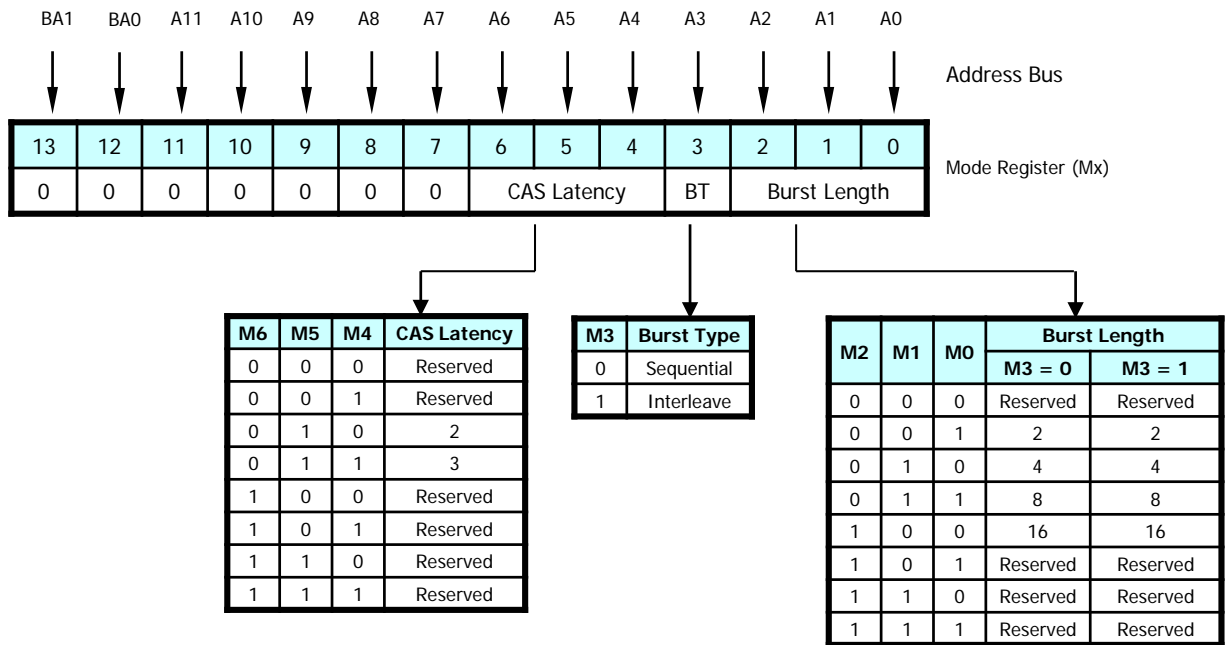 BA1 BA0 A11 A10 A9 A8 A7 A6 A5 A4 A3 A2 A1 A0
Address Bus
13 12 11 10 9 8 7 6 5 4 3 2 1 0
Mode Register (Mx)
0 0 0 0 0 0 0 CAS Latency BT Burst Length
M6 M5 M4 CAS Latency
0 0 0 Reserved
0 0 1 Reserved
0 1 0 2
0 1 1 3
1 0 0 Reserved
1 0 1 Reserved
1 1 0 Reserved
1 1 1 Reserved
M3 Burst Type
0 Sequential
1 Interleave
M2 M1 M0 Burst Length
M3 = 0 M3 = 1
0 0 0 Reserved Reserved
0 0 1 2 2
0 1 0 4 4
0 1 1 8 8
1 0 0 16 16
1 0 1 Reserved Reserved
1 1 0 Reserved Reserved
1 1 1 Reserved Reserved